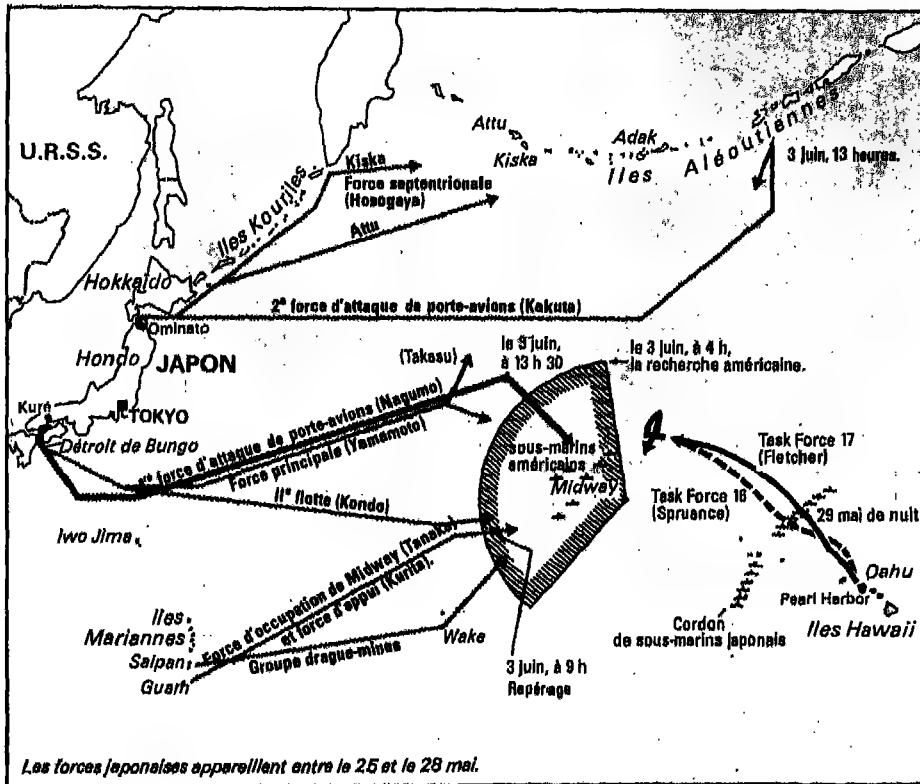 U.R.S.S.
Attu
Kiska
Adak
Iles
Aléoutiennes
3 juin, 13 heures.
Kiska
Force septentrionale
(Hosogaya)
Attu
Iles Kouriles
Hokkaido
2e force d'attaque de porte-avions (Kakuta)
Ominato
Hondo
JAPON
(Takasu)
le 3 juin,
à 13 h 30
le 3 juin, à 4 h,
la recherche américaine.
Kuré
TOKYO
Détroit de Bungo
1re force d'attaque de porte-avions (Nagumo)
Force principale (Yamamoto)
sous-marins
américains
Midway
Task Force 17
(Fletcher)
Task Force 16
(Spruance)
29 mai de nuit
IIe flotte (Kondo)
Iwo Jima
Oahu
Pearl Harbor
Iles Hawaii
Cordon
de sous-marins japonais
Force d'occupation de Midway (Tanaka)
et force d'appui (Kurita).
Iles
Mariannes
Saipan
Guam
Groupe drague-mines
Wake
3 juin, à 9 h
Repérage
Les forces japonaises appareillent entre le 25 et le 28 mai.